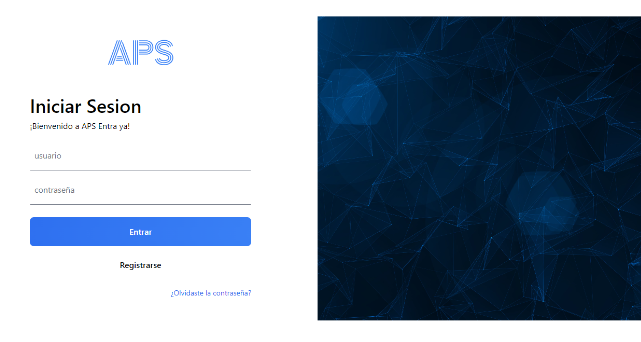 APS
Iniciar Sesion
¡Bienvenido a APS Entra ya!
usuario
contraseña
Entrar
Registrarse
¿Olvidaste la contraseña?